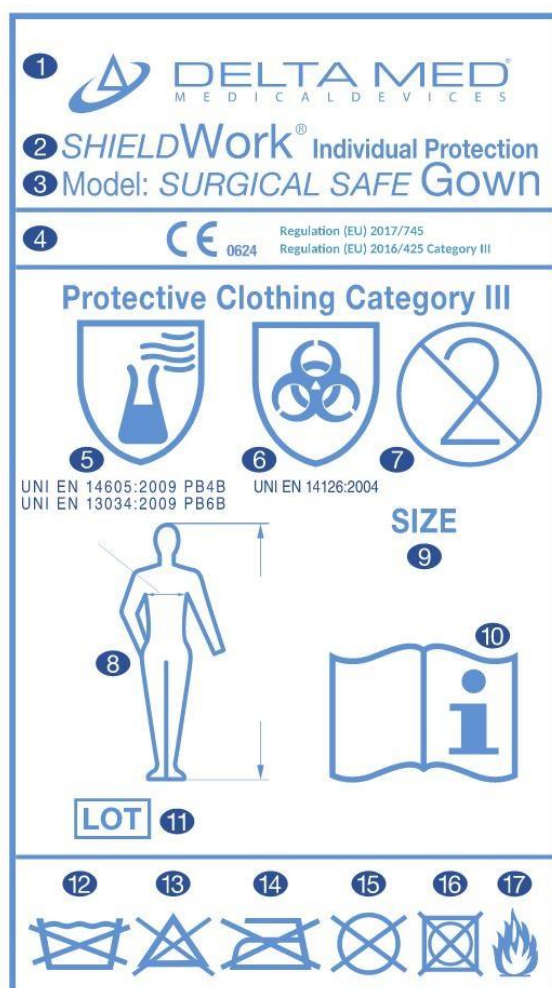 1 DELTA MED®
MEDICALDEVICES
2 SHIELDWork® Individual Protection
3 Model: SURGICAL SAFE Gown
4 CE 0624 Regulation (EU) 2017/745
Regulation (EU) 2016/425 Category III
Protective Clothing Category III
5 6 7 2
UNI EN 14605:2009 PB4B UNI EN 14126:2004
UNI EN 13034:2009 PB6B
SIZE
9
8
10
i
LOT 11
12 13 14 15 16 17